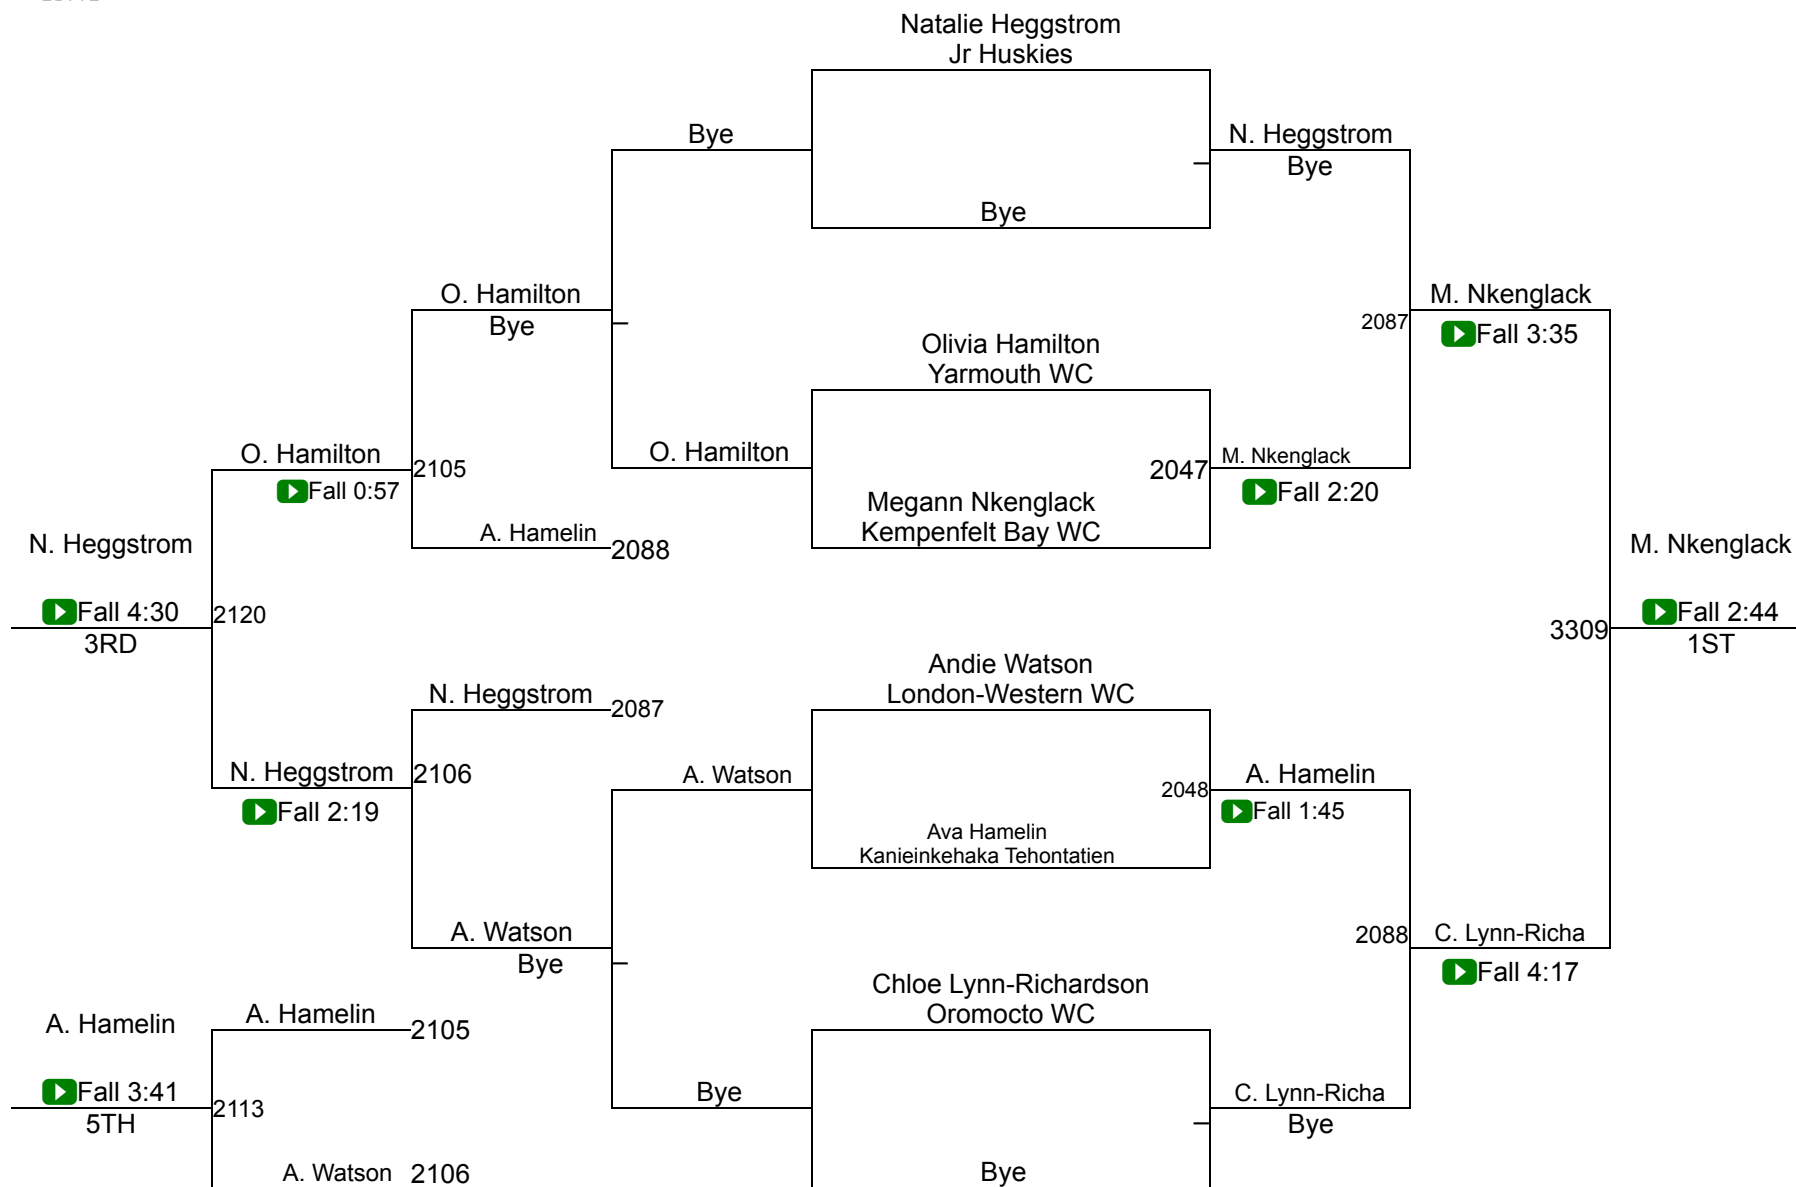 Natalie Heggstrom
Jr Huskies
Bye
N. Heggstrom
Bye
Bye
O. Hamilton
Bye
M. Nkenglack
2087
Fall 3:35
Olivia Hamilton
Yarmouth WC
O. Hamilton
2105
Fall 0:57
O. Hamilton
2047
M. Nkenglack
Fall 2:20
Megann Nkenglack
Kempenfelt Bay WC
A. Hamelin
2088
N. Heggstrom
Fall 4:30
2120
3RD
M. Nkenglack
3309
Fall 2:44
1ST
Andie Watson
London-Western WC
N. Heggstrom
2087
N. Heggstrom
2106
Fall 2:19
A. Watson
2048
A. Hamelin
Fall 1:45
Ava Hamelin
Kanieinkehaka Tehontatien
A. Watson
Bye
2088
C. Lynn-Richa
Fall 4:17
Chloe Lynn-Richardson
Oromocto WC
A. Hamelin
A. Hamelin
2105
Fall 3:41
2113
5TH
Bye
C. Lynn-Richa
Bye
A. Watson
2106
Bye